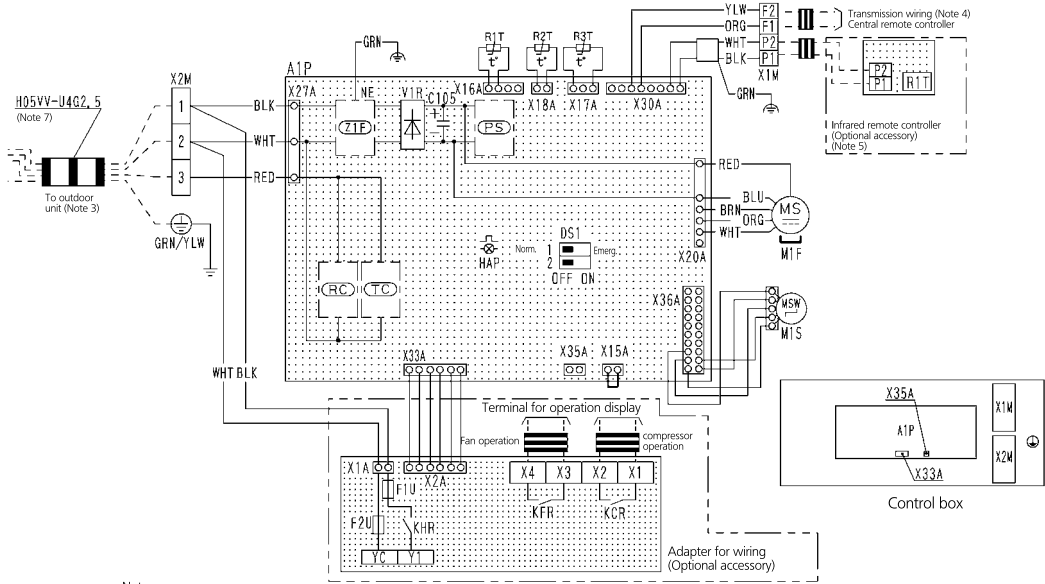 YLW F2
ORG F1
WHT P2
BLK P1
X1M
GRN
Transmission wiring (Note 4)
Central remote controller
P2
P1 R1T
Infrared remote controller
(Optional accessory)
(Note 5)
GRN
R1T R2T R3T
t° t° t°
A1P
X16A X18A X17A X30A
X2M
X27A
H05VV-U4G2,5
(Note 7)
1 BLK
2 WHT
3 RED
To outdoor
unit (Note 3)
GRN/YLW
NE V1R C105
+
−
Z1F PS
RED
BLU
BRN
ORG
WHT
MS
X20A
M1F
HAP
DS1
Norm. 1 Emerg.
2
OFF ON
RC TC
X36A
MSW
M1S
X33A X35A X15A
WHT BLK
Terminal for operation display
Fan operation
compressor
operation
X1A X2A
X4 X3 X2 X1
F1U
F2U KHR
KFR KCR
YC Y1
Adapter for wiring
(Optional accessory)
X35A
A1P
X33A
X1M
X2M
Control box